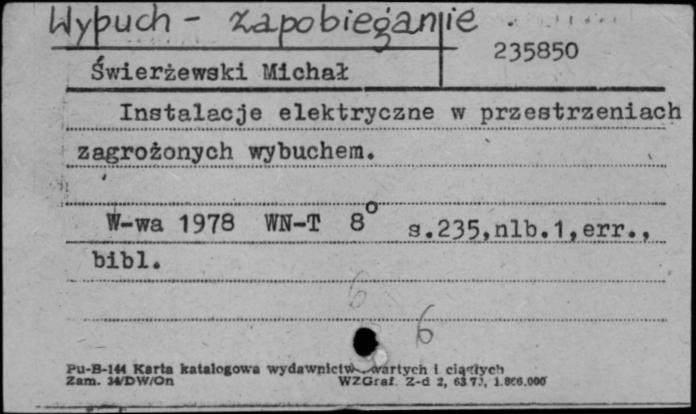 Wybuch - zapobieganie
235850
Świerżewski Michał
Instalacje elektryczne w przestrzeniach
zagrożonych wybuchem.
W-wa 1978 WN-T 8° s.235,nlb.1,err.,
bibl.
6
6
Pu-B-144 Karta katalogowa wydawnictw zwartych i ciągłych
Zam. 34/DW/On WZGraf. Z-d 2,